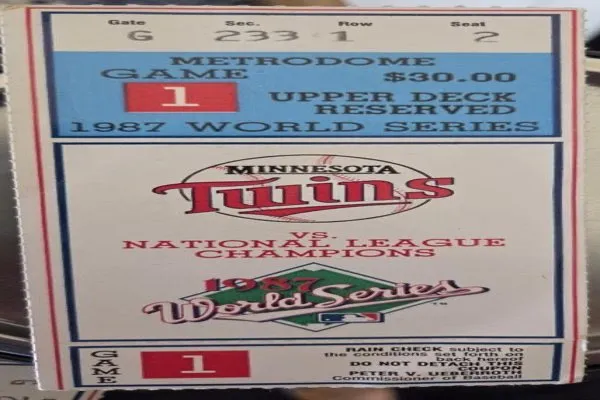 Gate Sec. Row Seat
G 233 1 2
METRODOME
GAME $30.00
1 UPPER DECK
RESERVED
1987 WORLD SERIES
MINNESOTA
Twins
VS.
NATIONAL LEAGUE
CHAMPIONS
1987
World Series
TM
GAME
1
RAIN CHECK subject to
the conditions set forth on
back hereof
DO NOT DETACH THIS
COUPON
PETER V. UEBERROTH
Commissioner of Baseball